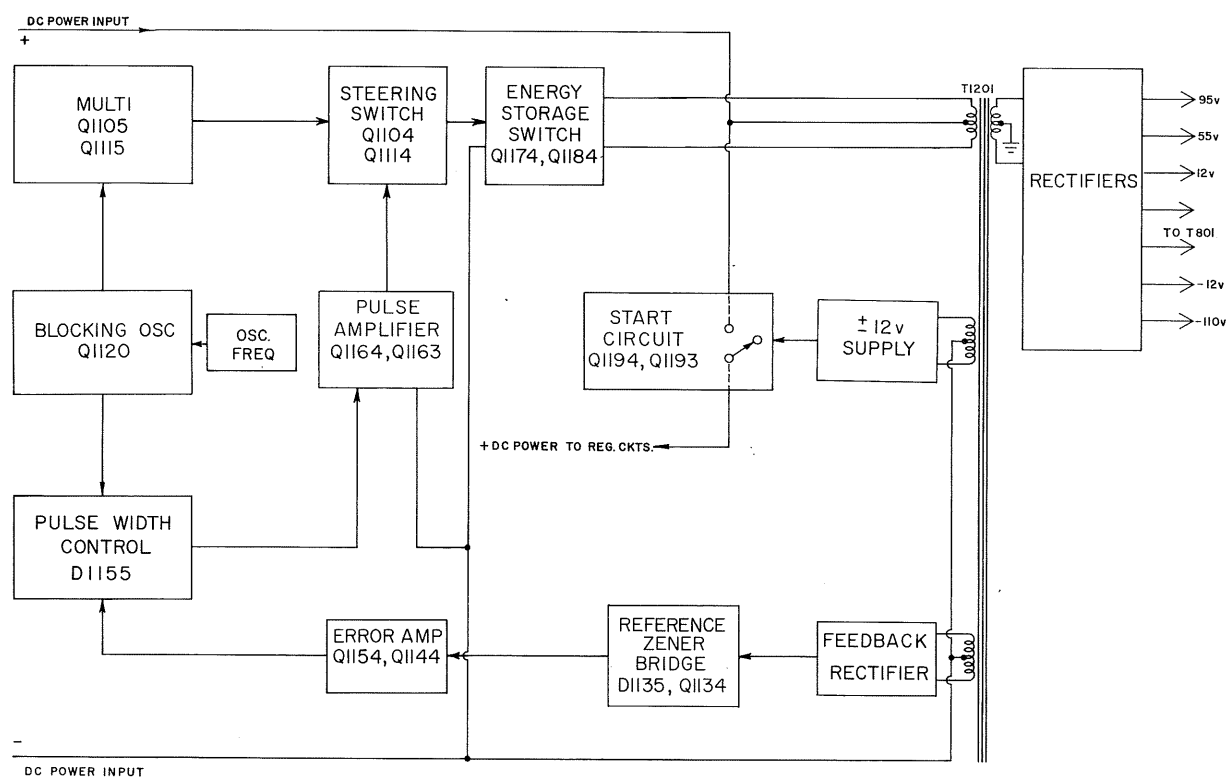 DC POWER INPUT
+
MULTI
Q1105
Q1115
STEERING
SWITCH
Q1104
Q1114
ENERGY
STORAGE
SWITCH
Q1174, Q1184
T1201
RECTIFIERS
95v
55v
12v
TO T801
-12v
-110v
BLOCKING OSC
Q1120
OSC.
FREQ
PULSE
AMPLIFIER
Q1164, Q1163
START
CIRCUIT
Q1194, Q1193
± 12v
SUPPLY
+ DC POWER TO REG. CKTS.
PULSE WIDTH
CONTROL
D1155
ERROR AMP
Q1154, Q1144
REFERENCE
ZENER
BRIDGE
D1135, Q1134
FEEDBACK
RECTIFIER
-
DC POWER INPUT